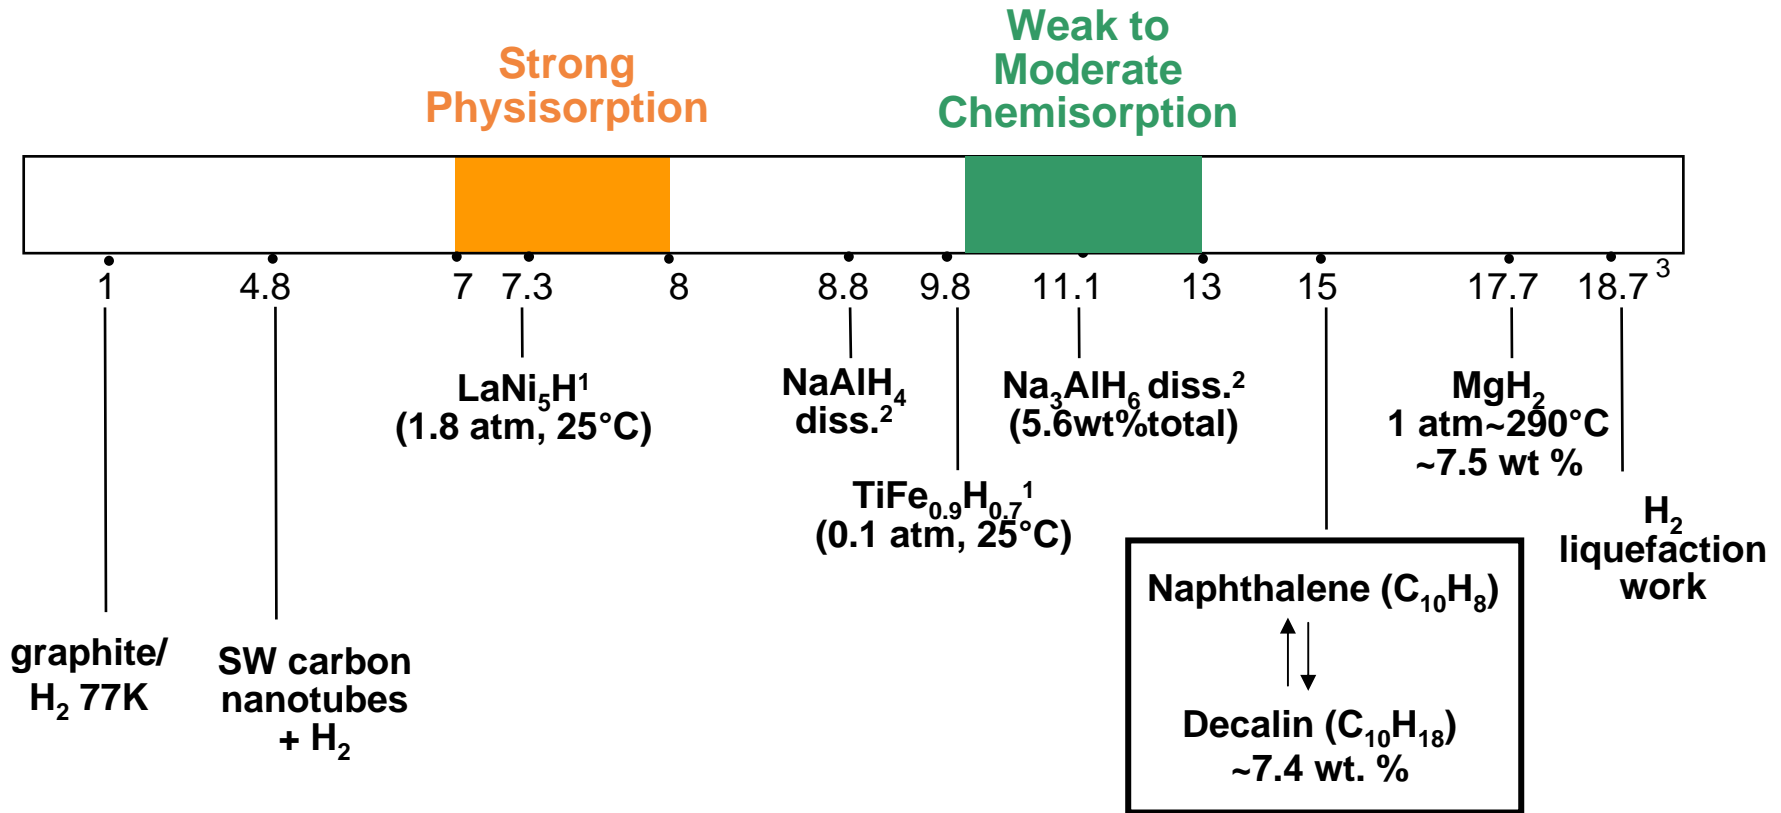 Strong
Physisorption
Weak to
Moderate
Chemisorption
1
4.8
7
7.3
8
8.8
9.8
11.1
13
15
17.7
18.7³
LaNi₅H¹
(1.8 atm, 25°C)
NaAlH₄
diss.²
Na₃AlH₆ diss.²
(5.6wt%total)
MgH₂
1 atm~290°C
~7.5 wt %
TiFe₀.₉H₀.₇¹
(0.1 atm, 25°C)
H₂
liquefaction
work
graphite/
H₂ 77K
SW carbon
nanotubes
+ H₂
Naphthalene (C₁₀H₈)
Decalin (C₁₀H₁₈)
~7.4 wt. %